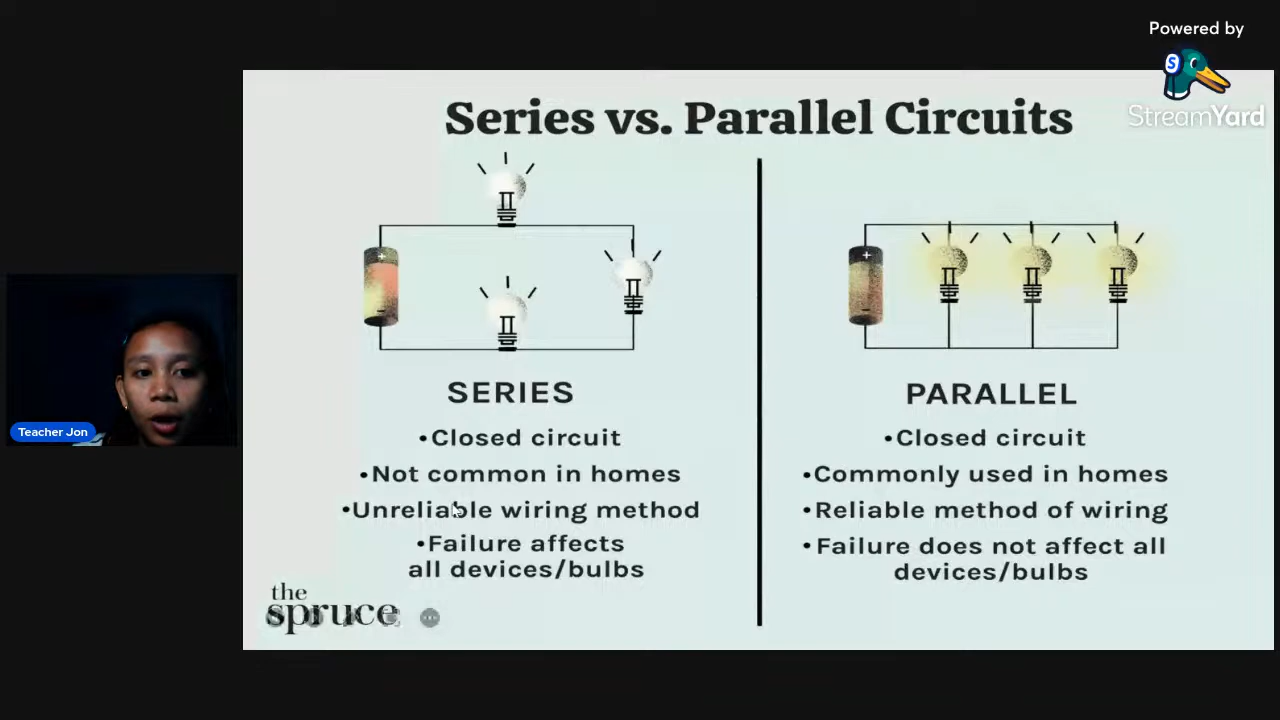 Powered by
StreamYard
Series vs. Parallel Circuits
SERIES
•Closed circuit
•Not common in homes
•Unreliable wiring method
•Failure affects
all devices/bulbs
PARALLEL
•Closed circuit
•Commonly used in homes
•Reliable method of wiring
•Failure does not affect all
devices/bulbs
the
spruce
Teacher Jon